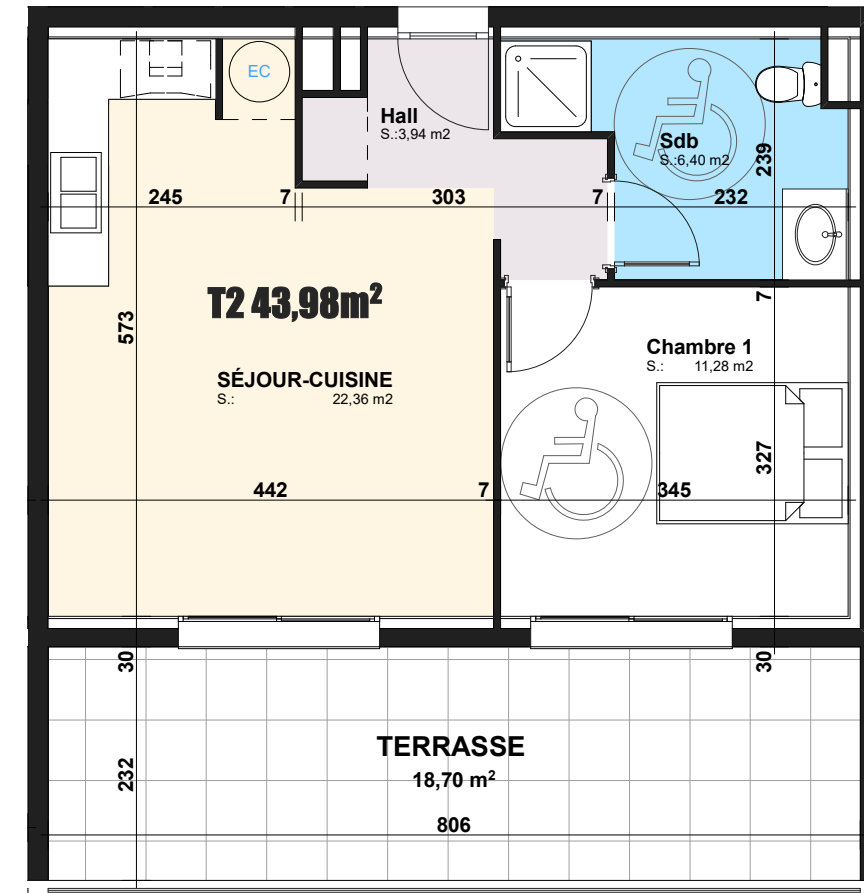 EC
Hall
S.:3,94 m2
Sdb
S.:6,40 m2
239
245
7
303
7
232
7
T2 43,98m²
573
Chambre 1
S.: 11,28 m2
SÉJOUR-CUISINE
S.: 22,36 m2
327
442
7
345
30
30
TERRASSE
18,70 m²
232
806